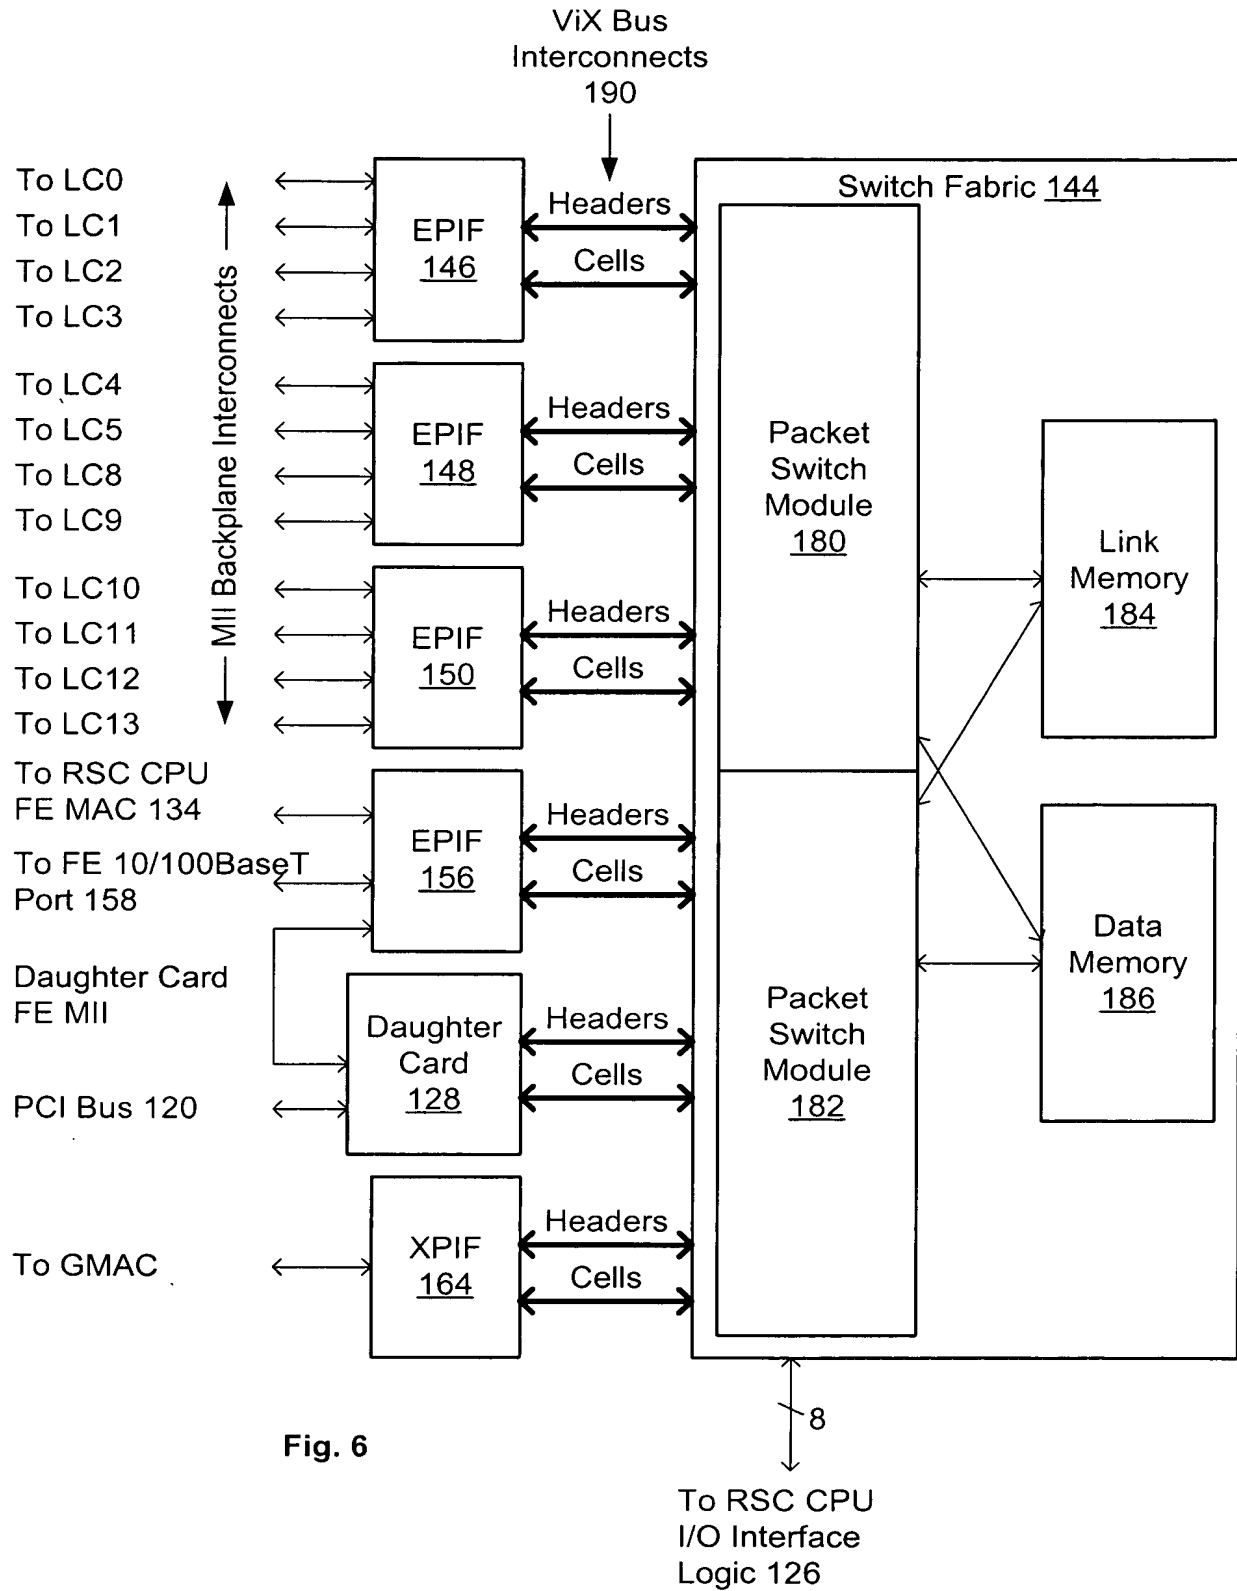 ViX Bus
Interconnects
190
To LC0
To LC1
To LC2
To LC3
To LC4
To LC5
To LC8
To LC9
To LC10
To LC11
To LC12
To LC13
MII Backplane Interconnects
To RSC CPU
FE MAC 134
To FE 10/100BaseT
Port 158
Daughter Card
FE MII
PCI Bus 120
To GMAC
EPIF
146
EPIF
148
EPIF
150
EPIF
156
Daughter
Card
128
XPIF
164
Headers
Cells
Headers
Cells
Headers
Cells
Headers
Cells
Headers
Cells
Headers
Cells
Switch Fabric 144
Packet
Switch
Module
180
Packet
Switch
Module
182
Link
Memory
184
Data
Memory
186
8
To RSC CPU
I/O Interface
Logic 126
Fig. 6